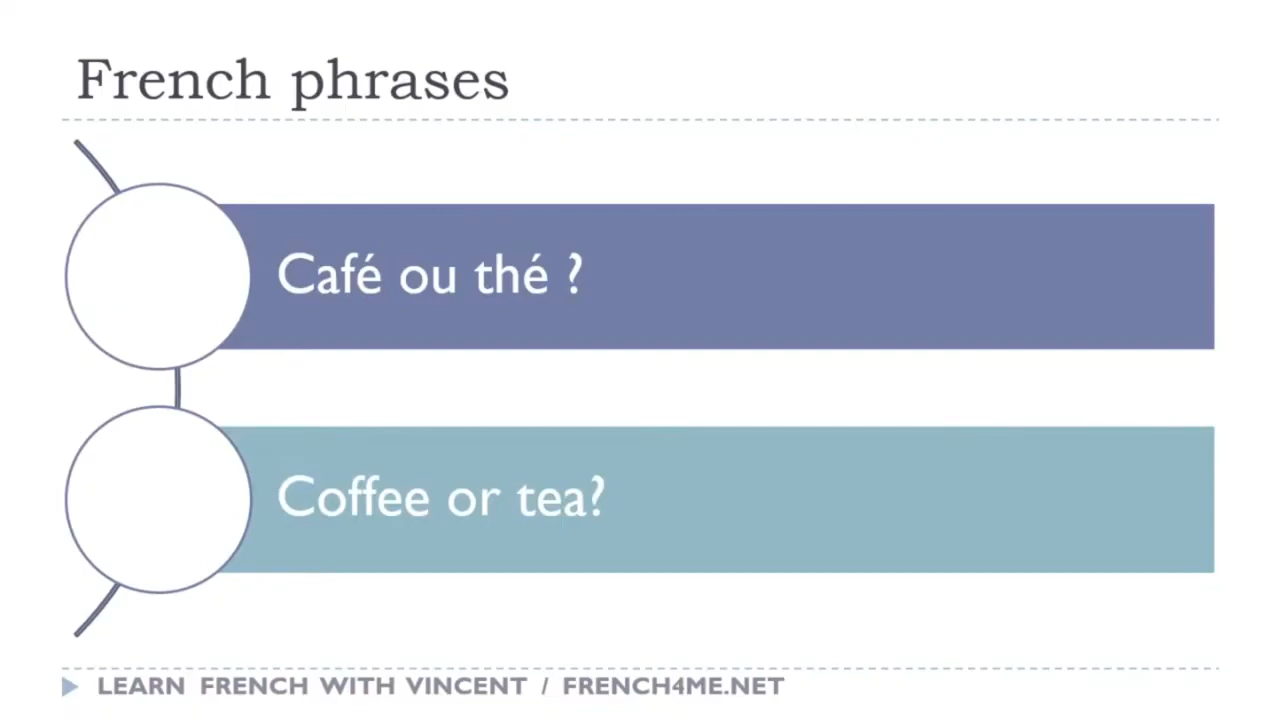 French phrases
Café ou thé ?
Coffee or tea?
LEARN FRENCH WITH VINCENT / FRENCH4ME.NET